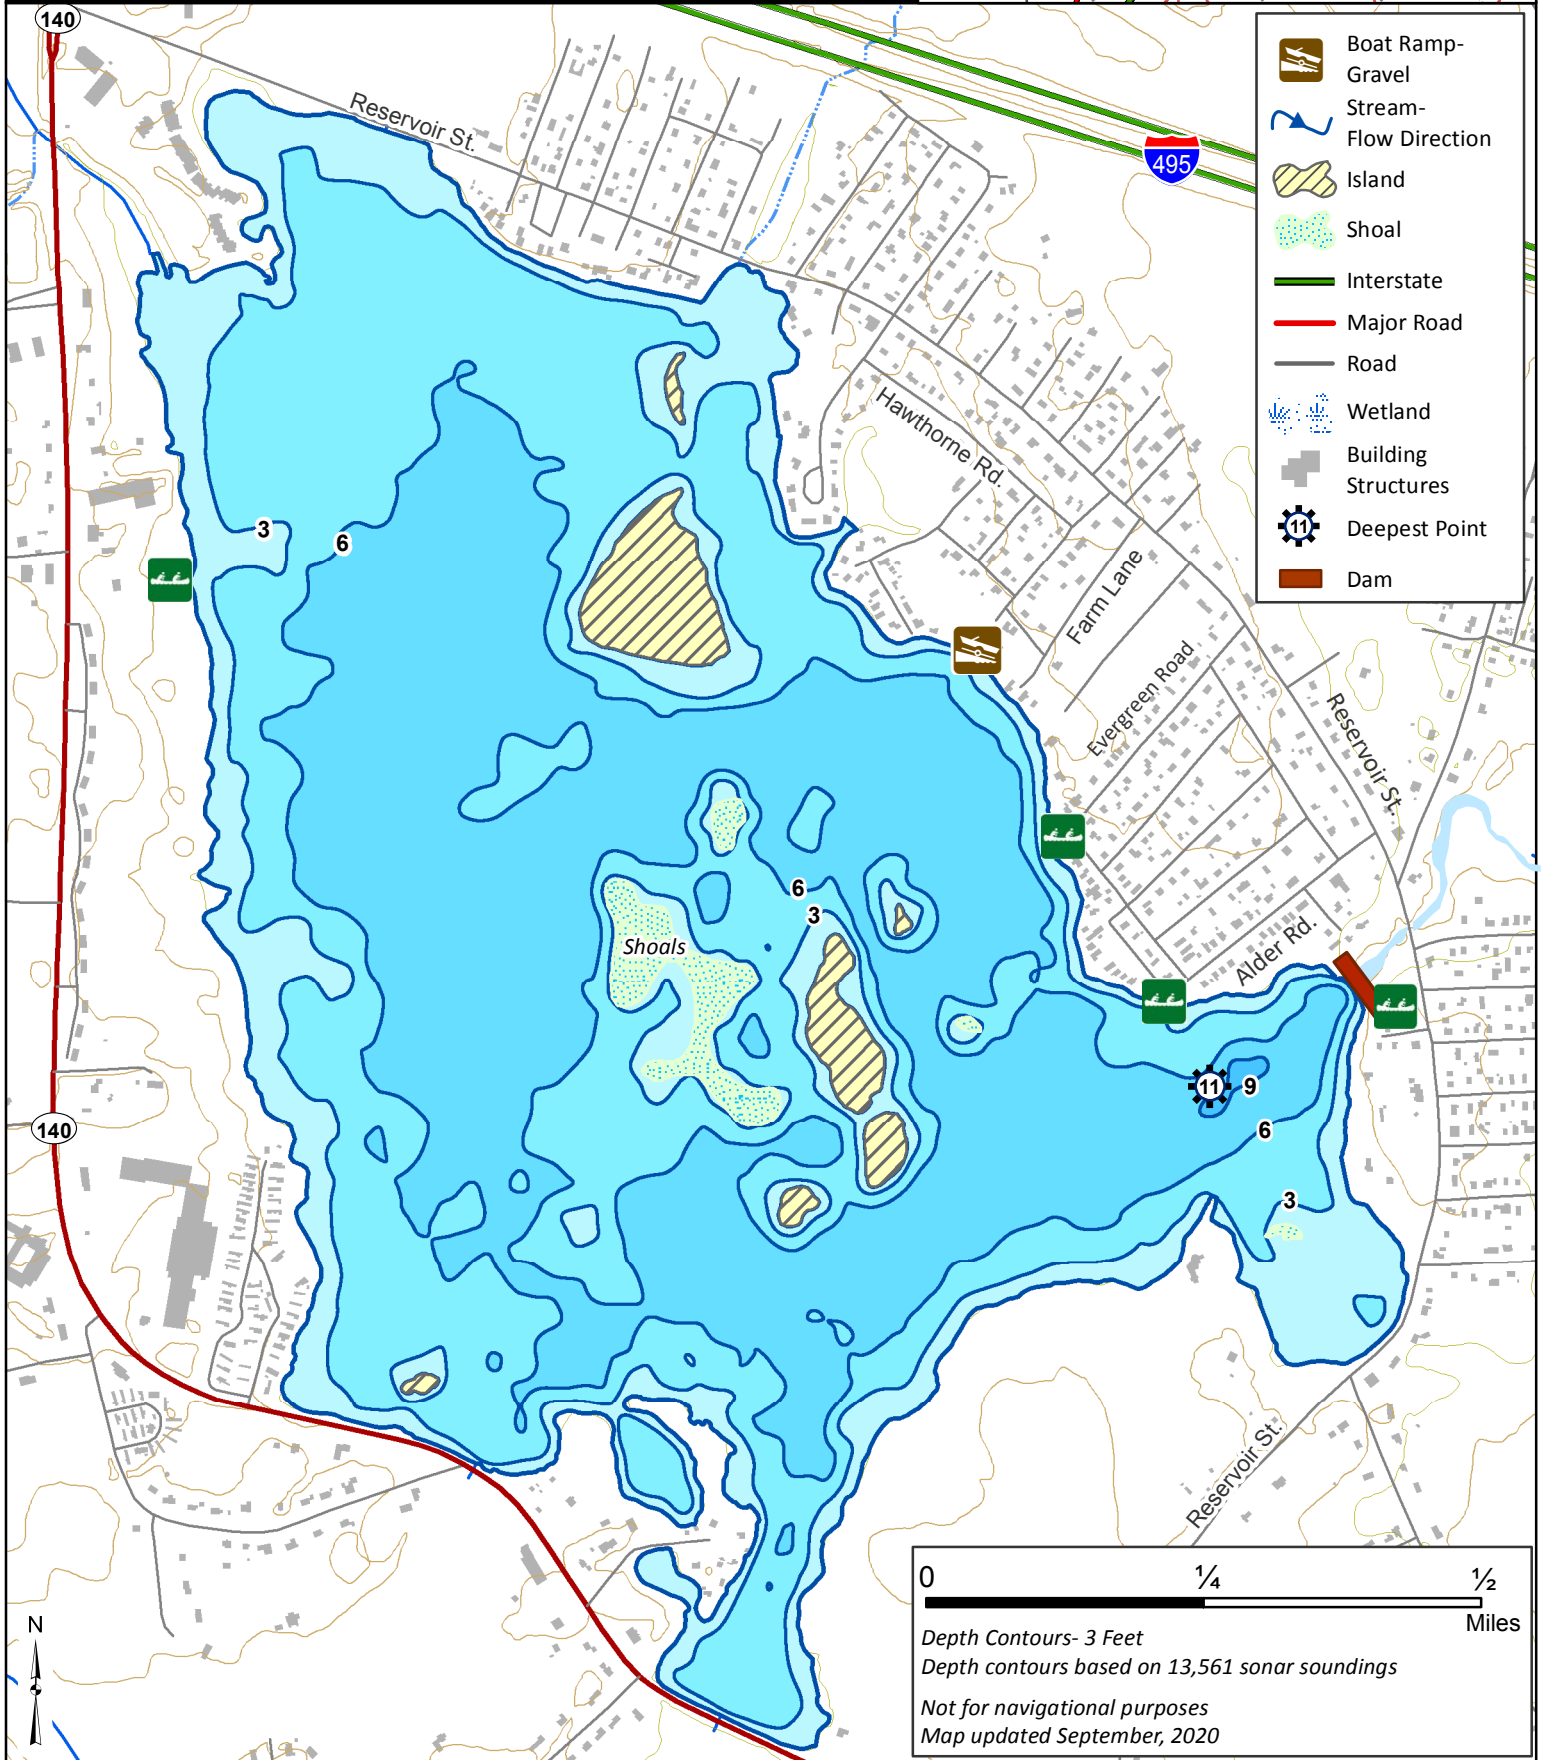 140
Reservoir St.
495
Boat Ramp-
Gravel
Stream-
Flow Direction
Island
Shoal
Interstate
Major Road
Road
Wetland
Building
Structures
11
Deepest Point
Dam
Hawthorne Rd.
3
6
Farm Lane
Evergreen Road
Reservoir St.
6
3
Shoals
Alder Rd.
11
9
6
140
3
Reservoir St.
0
¼
½
Miles
Depth Contours- 3 Feet
Depth contours based on 13,561 sonar soundings
Not for navigational purposes
Map updated September, 2020
N